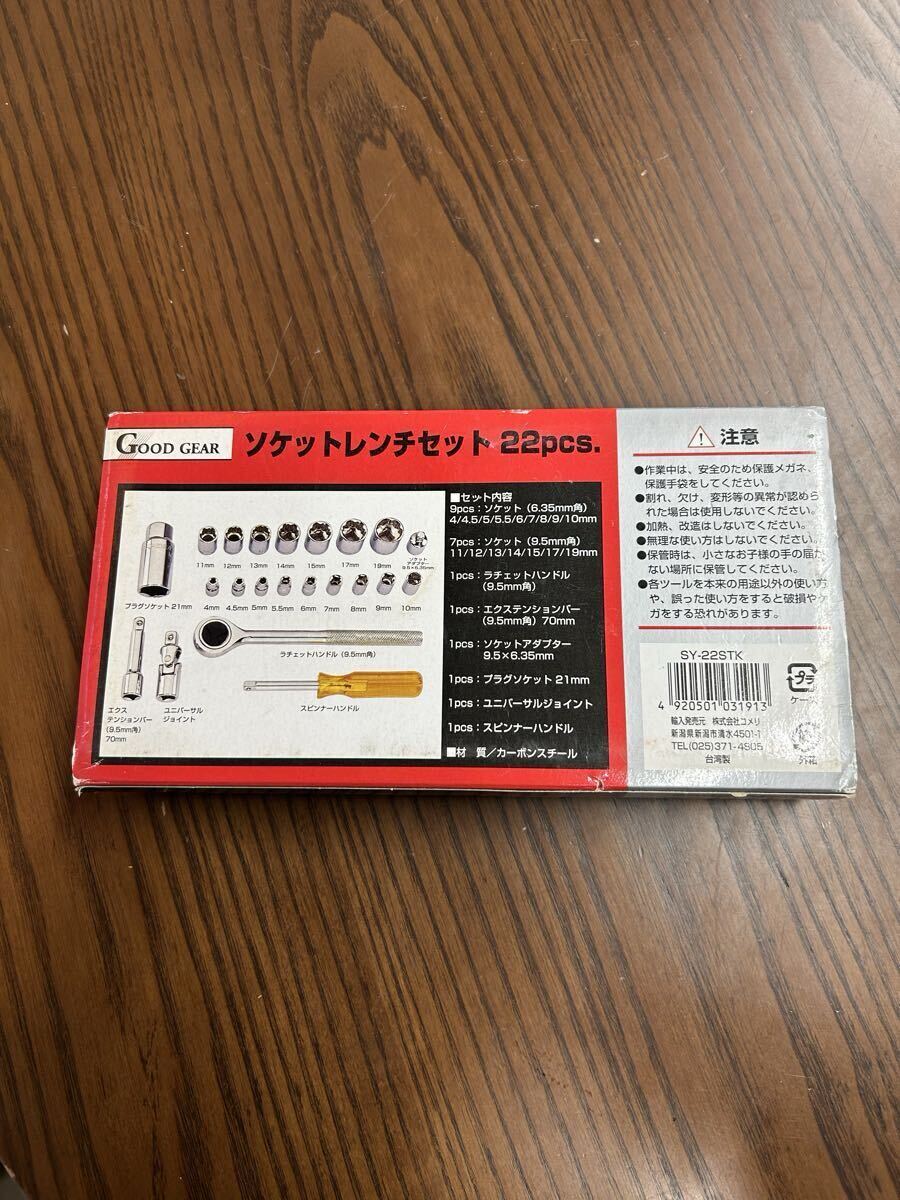 GOOD GEAR
ソケットレンチセット 22pcs.
プラグソケット 21mm
11mm
12mm
13mm
14mm
15mm
17mm
19mm
ソケット
アダプター
9.5×6.35mm
4mm
4.5mm
5mm
5.5mm
6mm
7mm
8mm
9mm
10mm
ラチェットハンドル（9.5mm角）
エクス
テンションバー
（9.5mm角）
70mm
ユニバーサル
ジョイント
スピンナーハンドル
■セット内容
9pcs：ソケット（6.35mm角）
4/4.5/5/5.5/6/7/8/9/10mm
7pcs：ソケット（9.5mm角）
11/12/13/14/15/17/19mm
1pcs：ラチェットハンドル
（9.5mm角）
1pcs：エクステンションバー
（9.5mm角）70mm
1pcs：ソケットアダプター
9.5×6.35mm
1pcs：プラグソケット 21mm
1pcs：ユニバーサルジョイント
1pcs：スピンナーハンドル
■材 質／カーボンスチール
注意
●作業中は、安全のため保護メガネ、
保護手袋をしてください。
●割れ、欠け、変形等の異常が認めら
れた場合は使用しないでください。
●加熱、改造はしないでください。
●無理な使い方はしないでください。
●保管時は、小さなお子様の手の届か
ない場所に保管してください。
●各ツールを本来の用途以外の使い方
や、誤った使い方をすると破損やケ
ガをする恐れがあります。
SY-22STK
4 920501 031913
輸入発売元 株式会社コメリ
新潟県新潟市清水4501-1
TEL(025)371-4805
台湾製
プラ
ケース
外箱